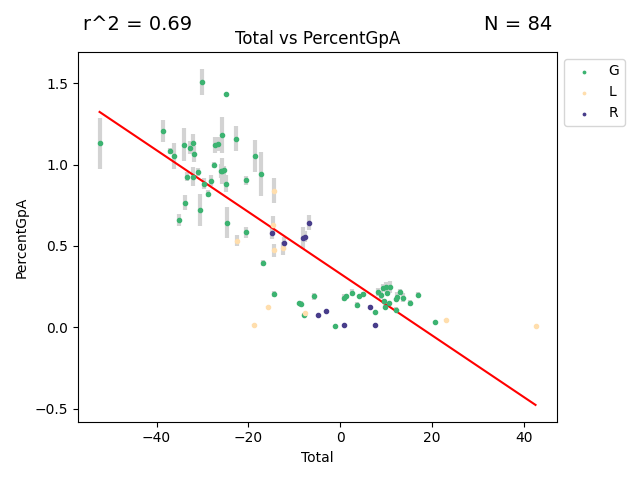 r^2 = 0.69
N = 84
Total vs PercentGpA
G
L
R
1.5
1.0
0.5
0.0
−0.5
PercentGpA
−40 −20 0 20 40
Total